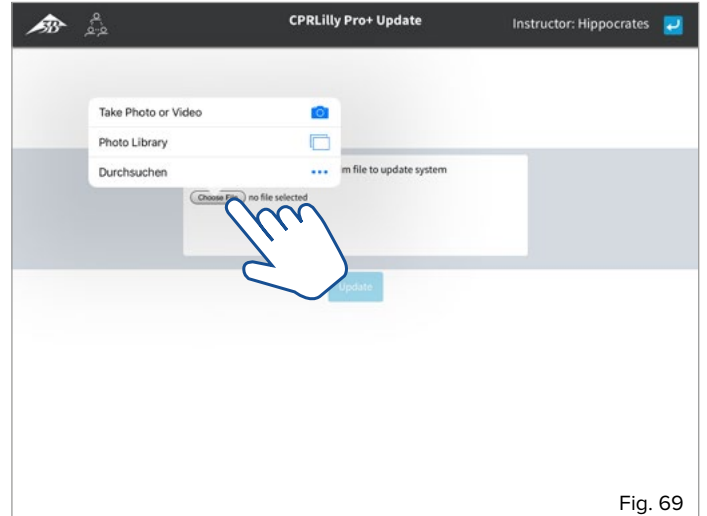 3B
CPRLilly Pro+ Update
Instructor: Hippocrates
Take Photo or Video
Photo Library
Durchsuchen
m file to update system
Choose File no file selected
Update
Fig. 69